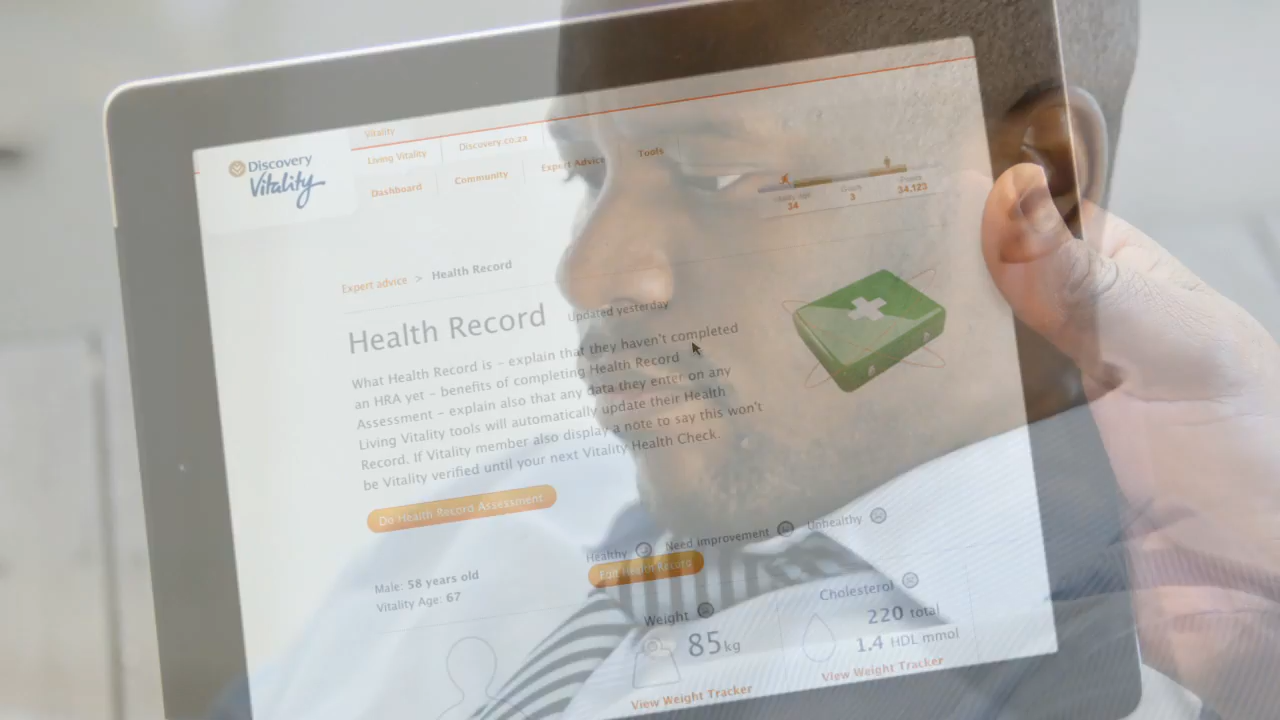 Vitality
Living Vitality
Discovery.co.za
Discovery
Vitality
Dashboard
Community
Expert Advice
Tools
34
3
34,123
Points
Expert advice > Health Record
Health Record
Updated yesterday
What Health Record is – explain that they haven't completed
an HRA yet – benefits of completing Health Record
Assessment – explain also that any data they enter on any
Living Vitality tools will automatically update their Health
Record. If Vitality member also display a note to say this won't
be Vitality verified until your next Vitality Health Check.
Do Health Record Assessment
Healthy
Need improvement
Unhealthy
Full Health Record
Male: 58 years old
Vitality Age: 67
Weight
85kg
View Weight Tracker
Cholesterol
220 total
1.4 HDL mmol
View Weight Tracker